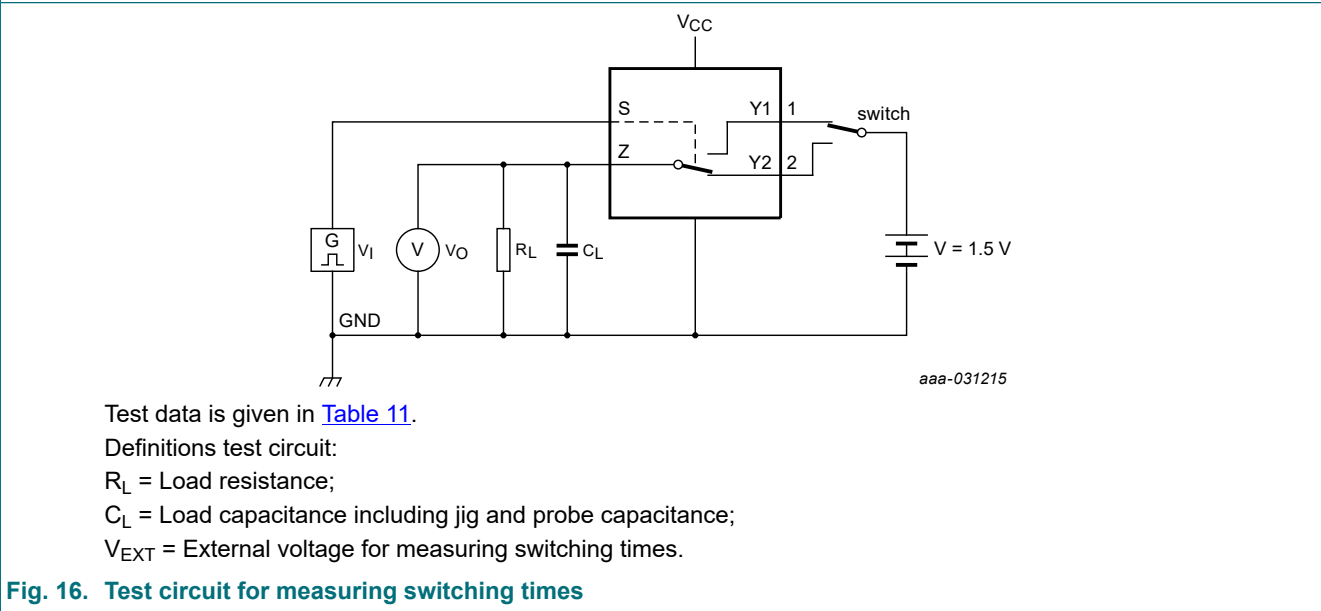 VCC
S
Y1 1
switch
Z
Y2 2
G
VI
V
VO
RL
CL
V = 1.5 V
GND
aaa-031215
Test data is given in Table 11.
Definitions test circuit:
RL = Load resistance;
CL = Load capacitance including jig and probe capacitance;
VEXT = External voltage for measuring switching times.
Fig. 16. Test circuit for measuring switching times